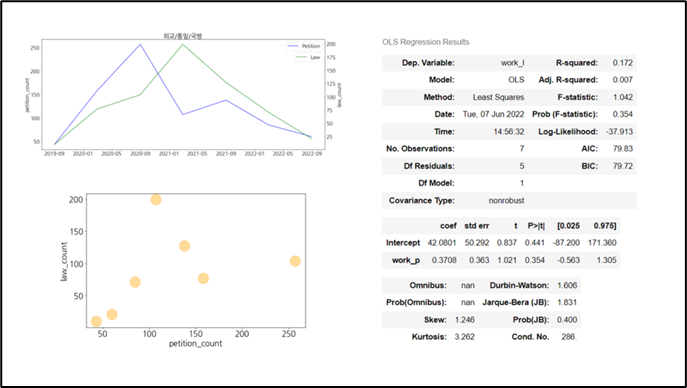 외교/통일/국방
Petition
Law
petition_count
250
200
150
100
50
law_count
200
175
150
125
100
75
50
25
2019-09 2020-01 2020-05 2020-09 2021-01 2021-05 2021-09 2022-01 2022-05 2022-09
law_count
200
150
100
50
50 100 150 200 250
petition_count
OLS Regression Results
Dep. Variable: work_l R-squared: 0.172
Model: OLS Adj. R-squared: 0.007
Method: Least Squares F-statistic: 1.042
Date: Tue, 07 Jun 2022 Prob (F-statistic): 0.354
Time: 14:56:32 Log-Likelihood: -37.913
No. Observations: 7 AIC: 79.83
Df Residuals: 5 BIC: 79.72
Df Model: 1
Covariance Type: nonrobust
coef std err t P>|t| [0.025 0.975]
Intercept 42.0801 50.292 0.837 0.441 -87.200 171.360
work_p 0.3708 0.363 1.021 0.354 -0.563 1.305
Omnibus: nan Durbin-Watson: 1.606
Prob(Omnibus): nan Jarque-Bera (JB): 1.831
Skew: 1.246 Prob(JB): 0.400
Kurtosis: 3.262 Cond. No. 286.